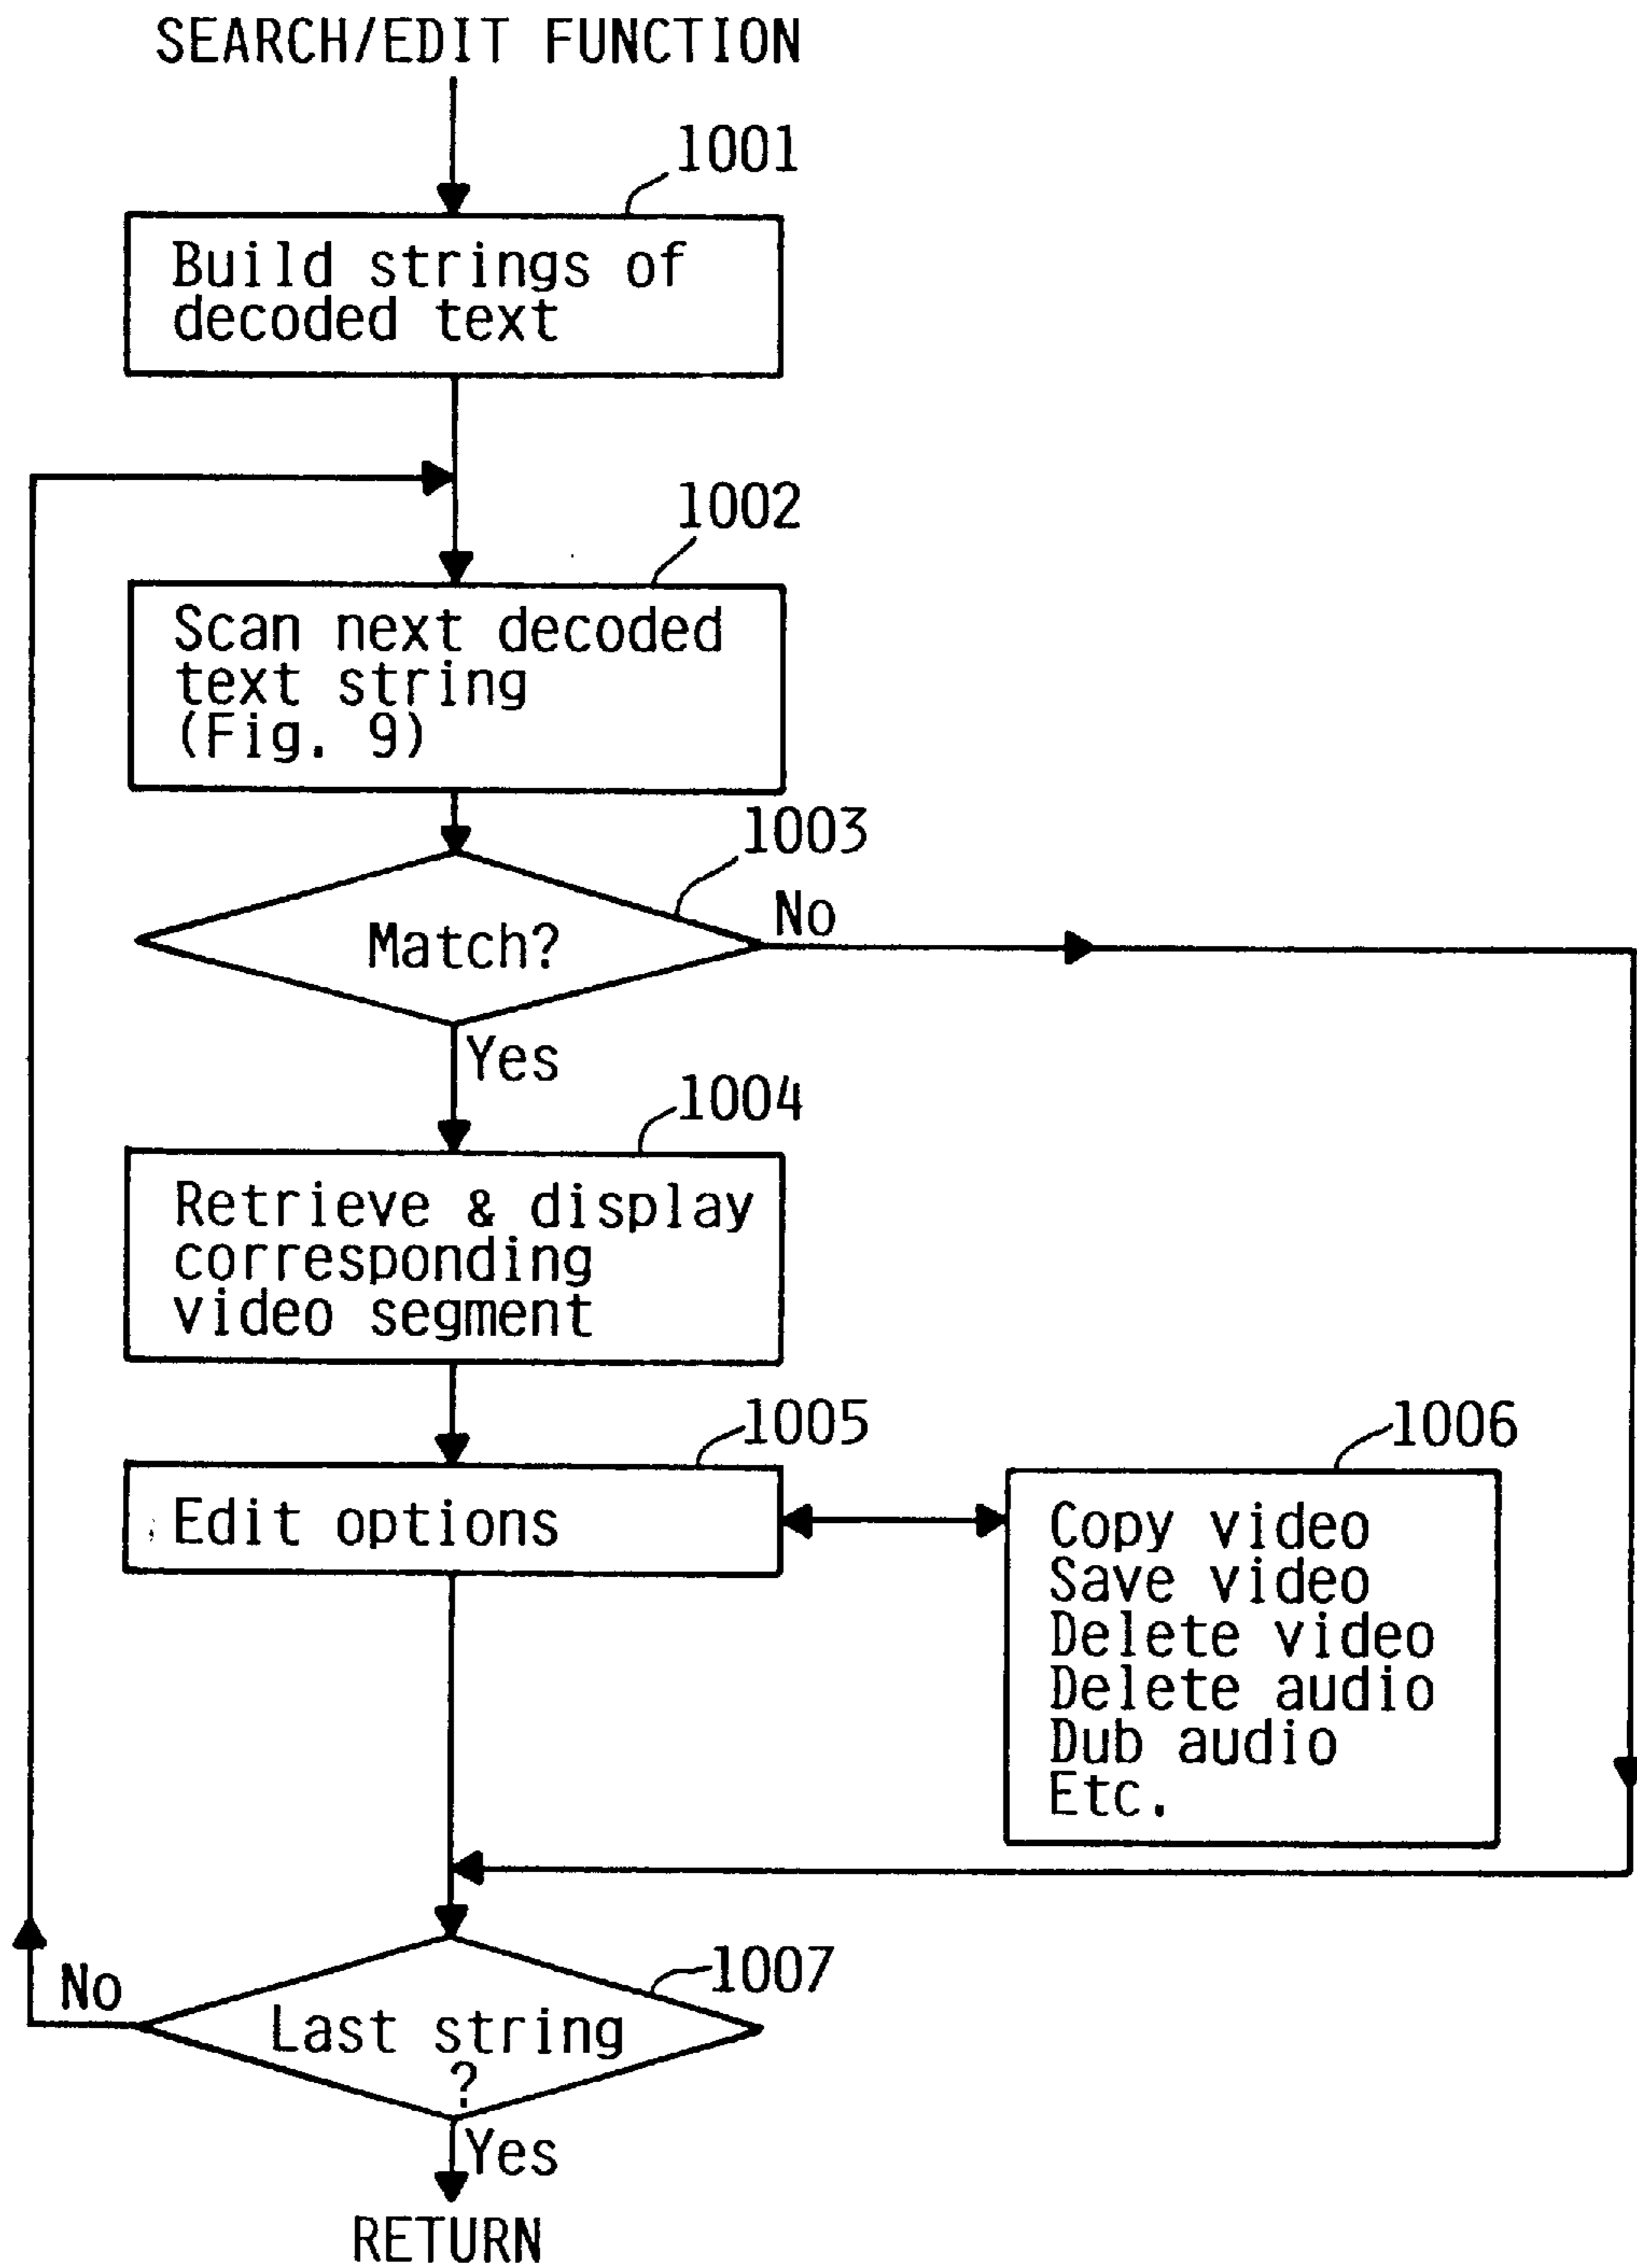 SEARCH/EDIT FUNCTION
1001
Build strings of
decoded text
1002
Scan next decoded
text string
(Fig. 9)
1003
Match?
No
Yes
1004
Retrieve & display
corresponding
video segment
1005
Edit options
1006
Copy video
Save video
Delete video
Delete audio
Dub audio
Etc.
1007
No
Last string
?
Yes
RETURN